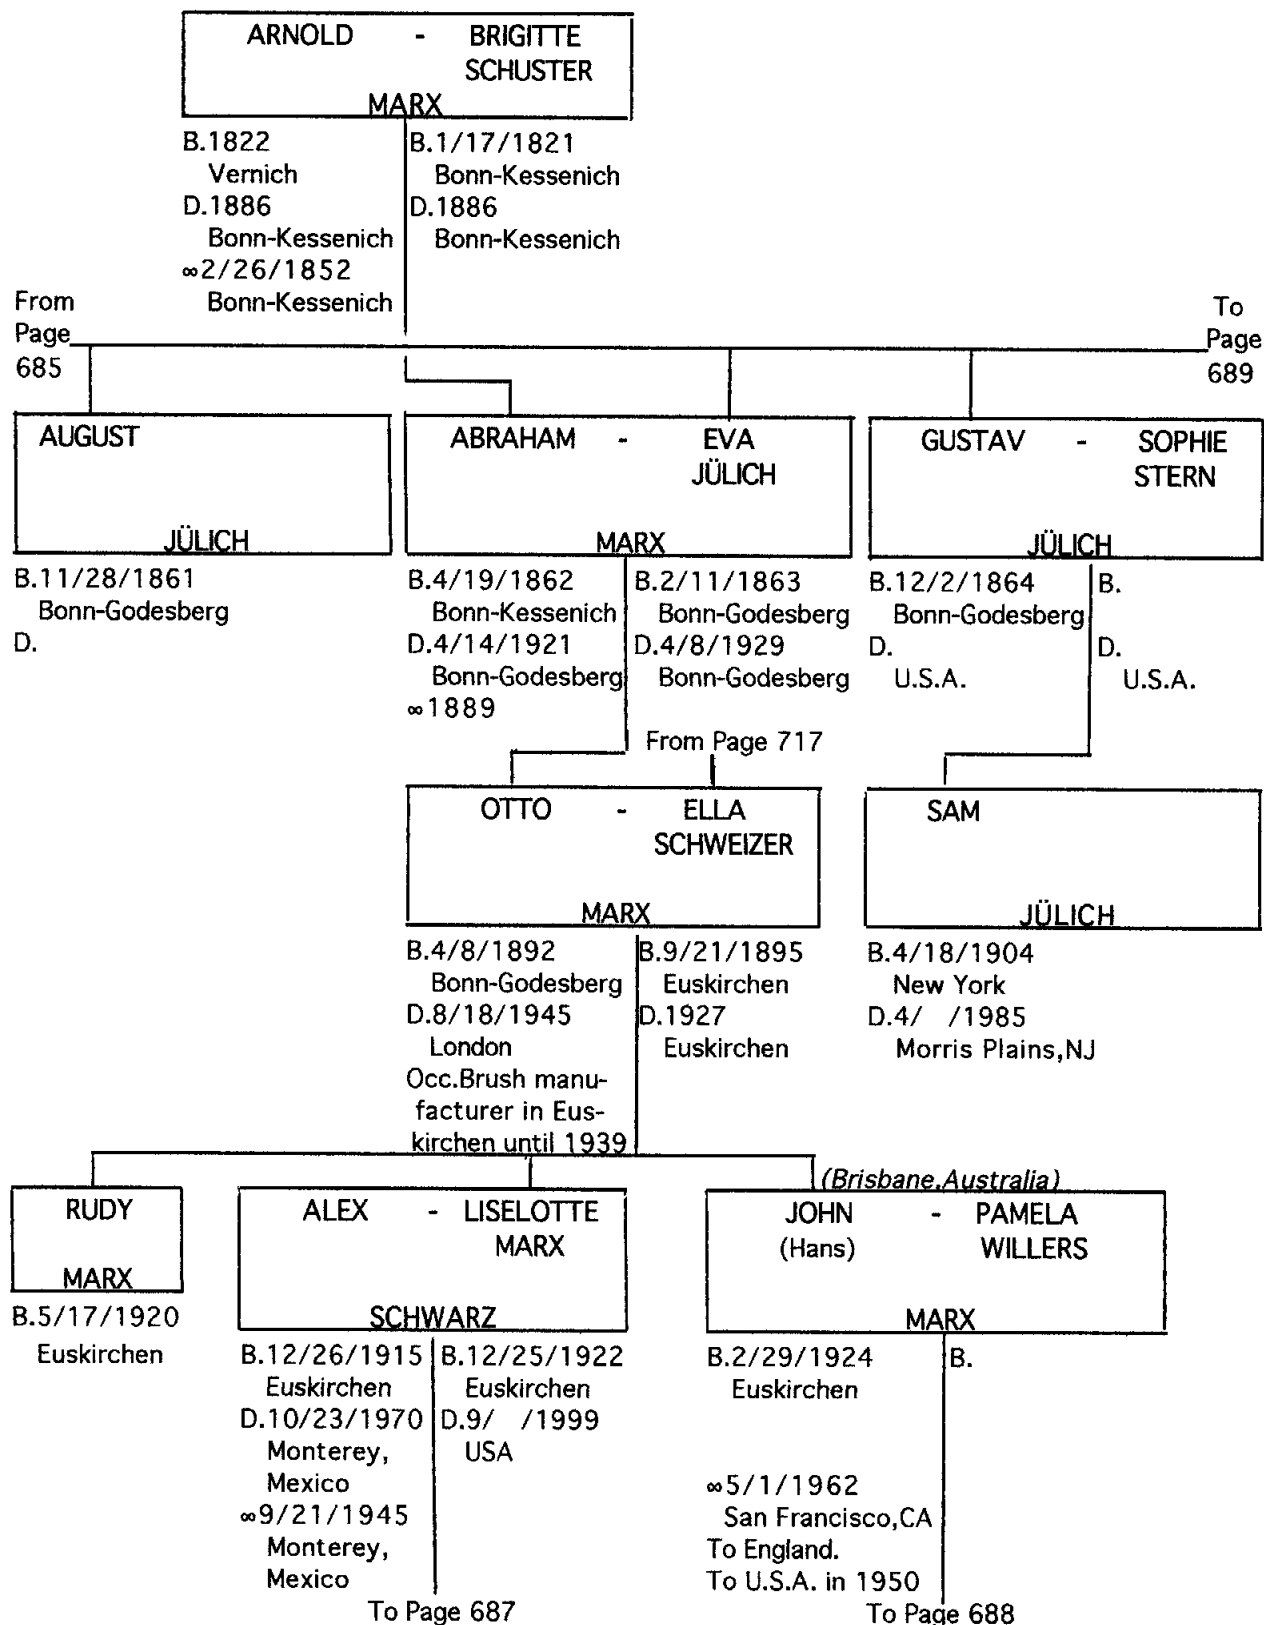 ARNOLD - BRIGITTE
SCHUSTER
MARX
B.1822
Vernich
D.1886
Bonn-Kessenich
∞2/26/1852
Bonn-Kessenich
B.1/17/1821
Bonn-Kessenich
D.1886
Bonn-Kessenich
From
Page
685
To
Page
689
AUGUST
JÜLICH
B.11/28/1861
Bonn-Godesberg
D.
ABRAHAM - EVA
JÜLICH
MARX
B.4/19/1862
Bonn-Kessenich
D.4/14/1921
Bonn-Godesberg
∞1889
B.2/11/1863
Bonn-Godesberg
D.4/8/1929
Bonn-Godesberg
GUSTAV - SOPHIE
STERN
JÜLICH
B.12/2/1864
Bonn-Godesberg
D.
U.S.A.
B.
D.
U.S.A.
From Page 717
OTTO - ELLA
SCHWEIZER
MARX
B.4/8/1892
Bonn-Godesberg
D.8/18/1945
London
Occ.Brush manu-
facturer in Eus-
kirchen until 1939
B.9/21/1895
Euskirchen
D.1927
Euskirchen
SAM
JÜLICH
B.4/18/1904
New York
D.4/ /1985
Morris Plains,NJ
RUDY
MARX
B.5/17/1920
Euskirchen
ALEX - LISELOTTE
MARX
SCHWARZ
B.12/26/1915
Euskirchen
D.10/23/1970
Monterey,
Mexico
∞9/21/1945
Monterey,
Mexico
B.12/25/1922
Euskirchen
D.9/ /1999
USA
To Page 687
(Brisbane,Australia)
JOHN - PAMELA
(Hans) WILLERS
MARX
B.2/29/1924
Euskirchen
∞5/1/1962
San Francisco,CA
To England.
To U.S.A. in 1950
B.
To Page 688